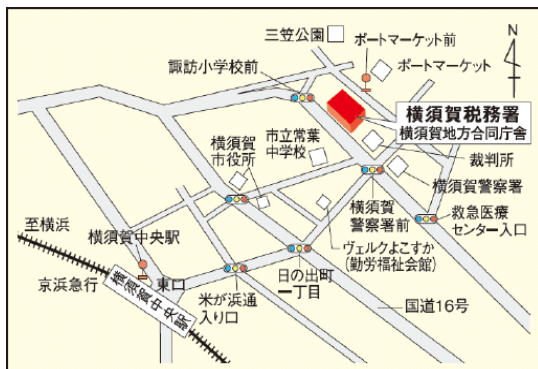 三笠公園
ポートマーケット前
N
諏訪小学校前
ポートマーケット
横須賀税務署
横須賀地方合同庁舎
市立常葉
中学校
横須賀
市役所
裁判所
横須賀警察署
横須賀
警察署前
救急医療
センター入口
至横浜
横須賀中央駅
ヴェルクよこすか
(勤労福祉会館)
日の出町
一丁目
京浜急行
東口
横須賀中央駅
米が浜通
入り口
国道16号